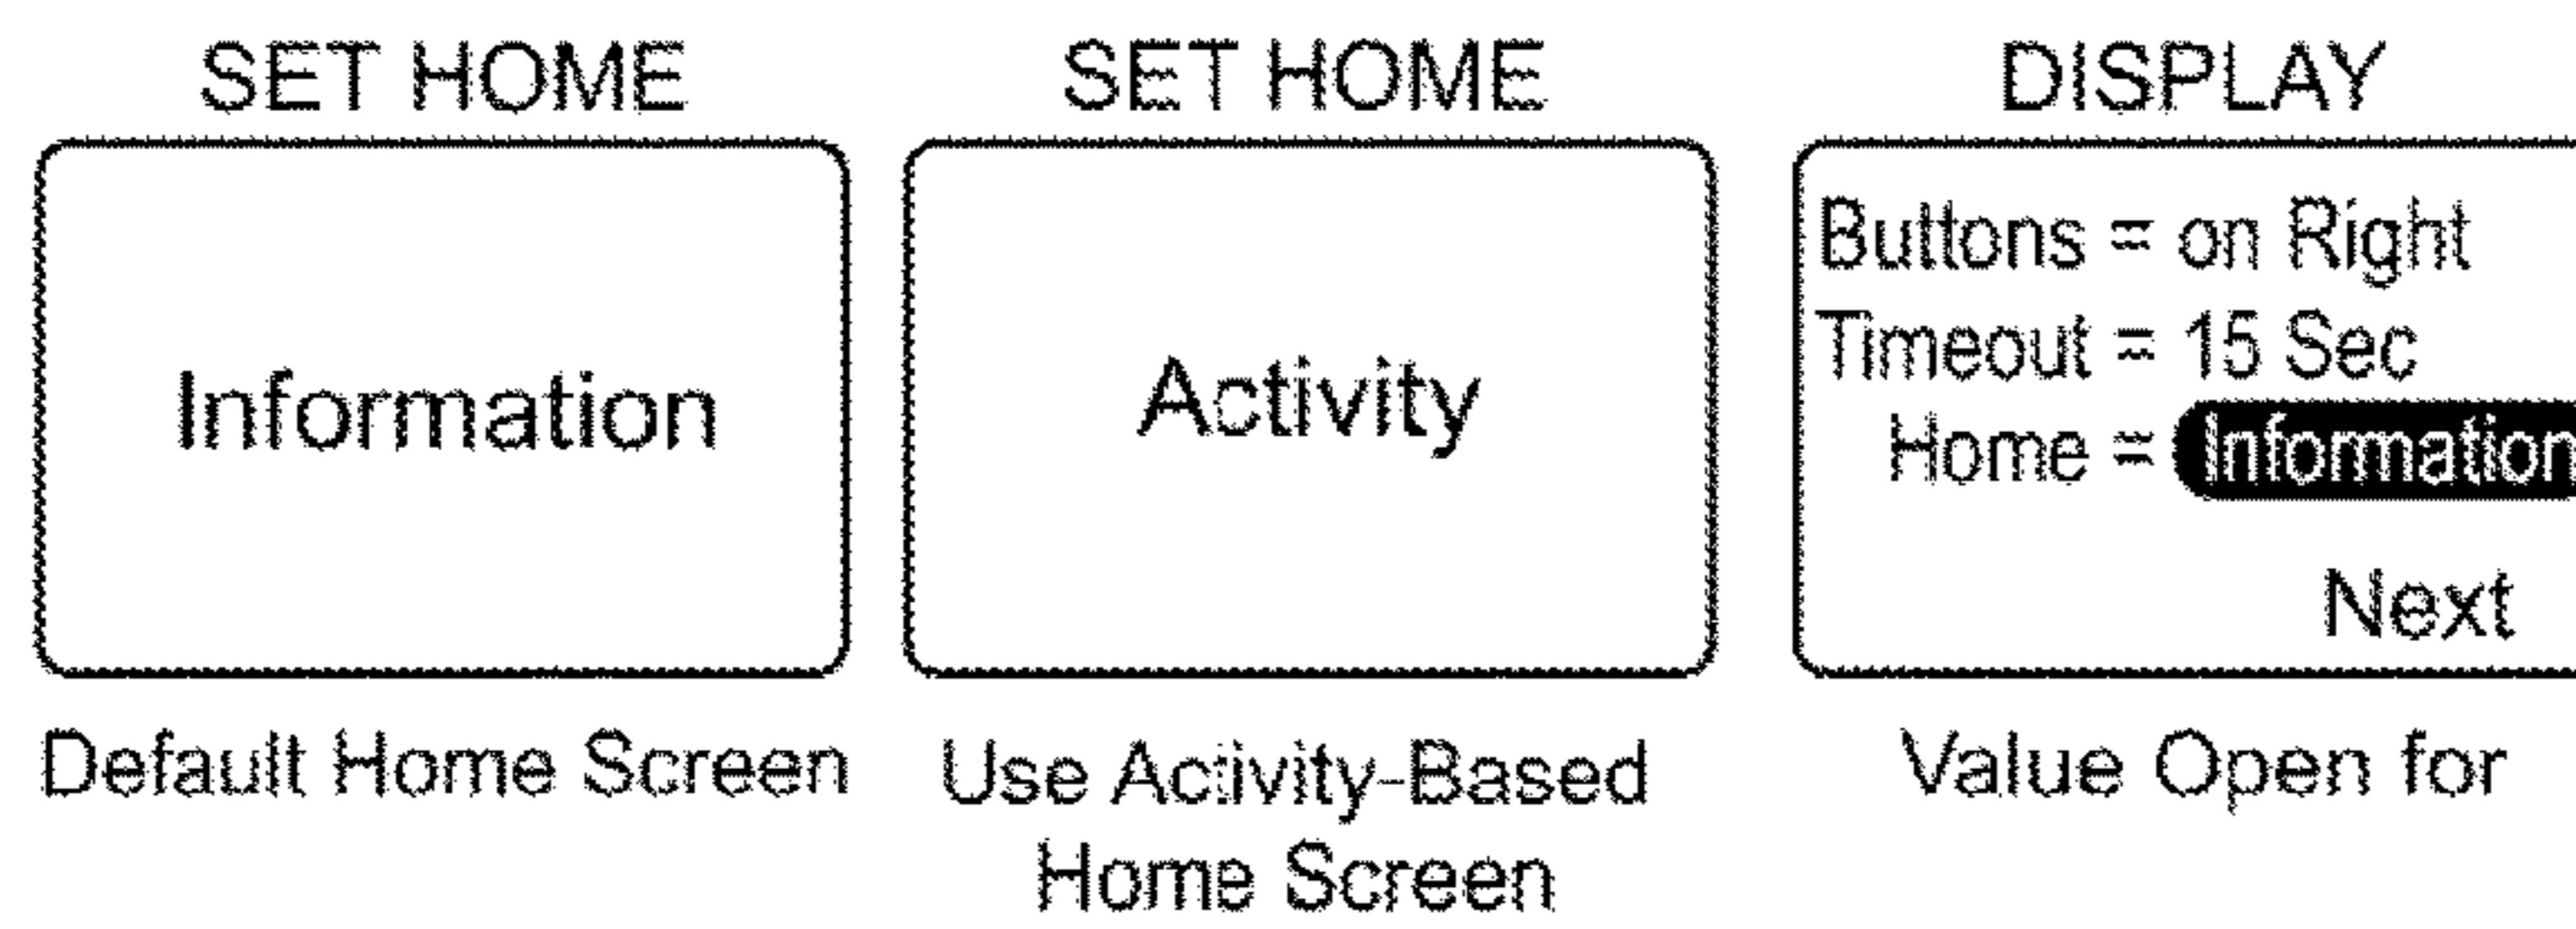 SET HOME
Information
Default Home Screen
SET HOME
Activity
Use Activity-Based
Home Screen
DISPLAY
Buttons = on Right
Timeout = 15 Sec
Home = Information
Next
Value Open for